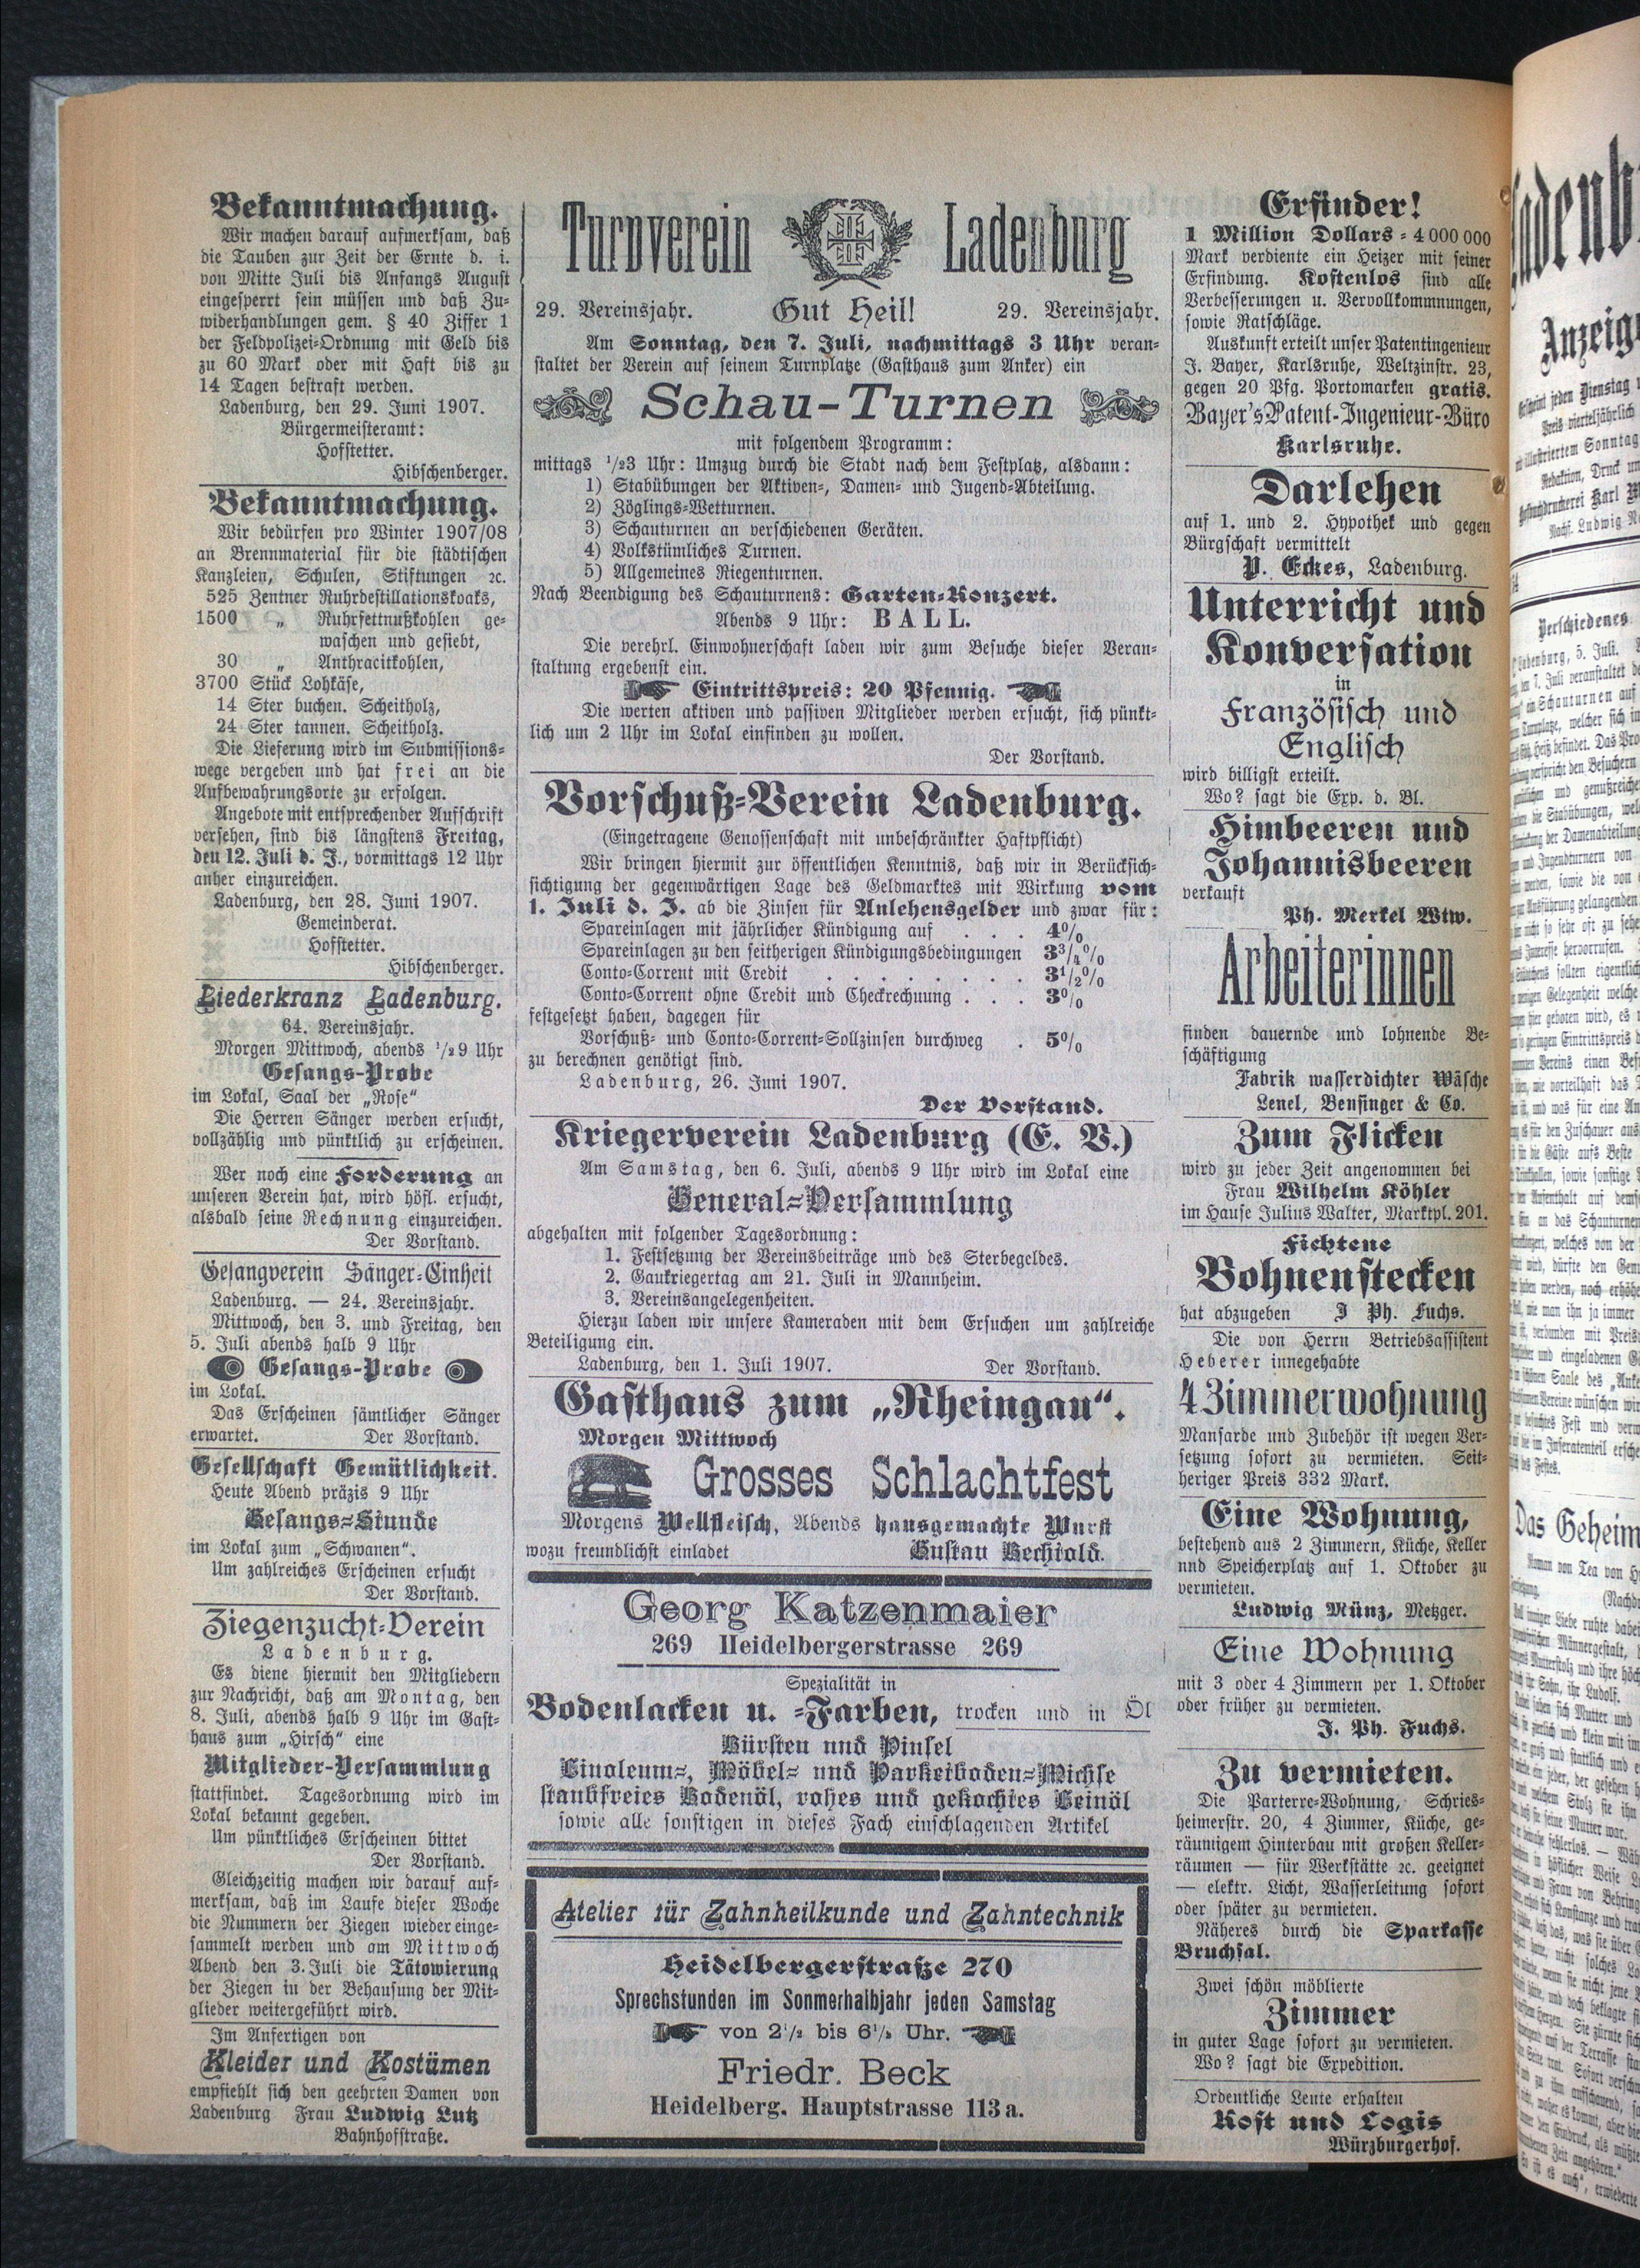 Bekanntmachung.
Wir machen darauf aufmerksam, daß
die Tauben zur Zeit der Ernte d. i.
von Mitte Juli bis Anfangs August
eingesperrt sein müssen und daß Zu-
widerhandlungen gem. § 40 Ziffer 1
der Feldpolizei-Ordnung mit Geld bis
zu 60 Mark oder mit Haft bis zu
14 Tagen bestraft werden.
Ladenburg, den 29. Juni 1907.
Bürgermeisteramt:
Hofstetter.
Hibschenberger.
Bekanntmachung.
Wir bedürfen pro Winter 1907/08
an Brennmaterial für die städtischen
Kanzleien, Schulen, Stiftungen ꝛc.
525 Zentner Ruhrdestillationskoaks,
1500 „ Ruhrfettnußkohlen ge-
waschen und gesiebt,
30 „ Anthracitkohlen,
3700 Stück Lohkäse,
14 Ster buchen. Scheitholz,
24 Ster tannen. Scheitholz.
Die Lieferung wird im Submissions-
wege vergeben und hat frei an die
Aufbewahrungsorte zu erfolgen.
Angebote mit entsprechender Aufschrift
versehen, sind bis längstens Freitag,
den 12. Juli d. J., vormittags 12 Uhr
anher einzureichen.
Ladenburg, den 28. Juni 1907.
Gemeinderat.
Hofstetter.
Hibschenberger.
Liederkranz Ladenburg.
64. Vereinsjahr.
Morgen Mittwoch, abends 1/29 Uhr
Gesangs-Probe
im Lokal, Saal der „Rose“
Die Herren Sänger werden ersucht,
vollzählig und pünktlich zu erscheinen.
Wer noch eine Forderung an
unseren Verein hat, wird höfl. ersucht,
alsbald seine Rechnung einzureichen.
Der Vorstand.
Gesangverein Sänger-Einheit
Ladenburg. — 24. Vereinsjahr.
Mittwoch, den 3. und Freitag, den
5. Juli abends halb 9 Uhr
Gesangs-Probe
im Lokal.
Das Erscheinen sämtlicher Sänger
erwartet. Der Vorstand.
Gesellschaft Gemütlichkeit.
Heute Abend präzis 9 Uhr
Gesangs-Stunde
im Lokal zum „Schwanen“.
Um zahlreiches Erscheinen ersucht
Der Vorstand.
Ziegenzucht-Verein
Ladenburg.
Es diene hiermit den Mitgliedern
zur Nachricht, daß am Montag, den
8. Juli, abends halb 9 Uhr im Gast-
haus zum „Hirsch“ eine
Mitglieder-Versammlung
stattfindet. Tagesordnung wird im
Lokal bekannt gegeben.
Um pünktliches Erscheinen bittet
Der Vorstand.
Gleichzeitig machen wir darauf auf-
merksam, daß im Laufe dieser Woche
die Nummern der Ziegen wieder einge-
sammelt werden und am Mittwoch
Abend den 3. Juli die Tätowierung
der Ziegen in der Behausung der Mit-
glieder weitergeführt wird.
Im Anfertigen von
Kleider und Kostümen
empfiehlt sich den geehrten Damen von
Ladenburg Frau Ludwig Lutz
Bahnhofstraße.
Turnverein Ladenburg
29. Vereinsjahr. Gut Heil! 29. Vereinsjahr.
Am Sonntag, den 7. Juli, nachmittags 3 Uhr veran-
staltet der Verein auf seinem Turnplatze (Gasthaus zum Anker) ein
Schau-Turnen
mit folgendem Programm:
mittags 1/23 Uhr: Umzug durch die Stadt nach dem Festplatz, alsdann:
1) Stabübungen der Aktiven-, Damen- und Jugend-Abteilung.
2) Zöglings-Wetturnen.
3) Schauturnen an verschiedenen Geräten.
4) Volkstümliches Turnen.
5) Allgemeines Riegenturnen.
Nach Beendigung des Schauturnens: Garten-Konzert.
Abends 9 Uhr: BALL.
Die verehrl. Einwohnerschaft laden wir zum Besuche dieser Veran-
staltung ergebenst ein.
Eintrittspreis: 20 Pfennig.
Die werten aktiven und passiven Mitglieder werden ersucht, sich pünkt-
lich um 2 Uhr im Lokal einfinden zu wollen.
Der Vorstand.
Vorschuß-Verein Ladenburg.
(Eingetragene Genossenschaft mit unbeschränkter Haftpflicht)
Wir bringen hiermit zur öffentlichen Kenntnis, daß wir in Berücksich-
sichtigung der gegenwärtigen Lage des Geldmarktes mit Wirkung vom
1. Juli d. J. ab die Zinsen für Anlehensgelder und zwar für:
Spareinlagen mit jährlicher Kündigung auf . . . 4%
Spareinlagen zu den seitherigen Kündigungsbedingungen 3 3/4%
Conto-Corrent mit Credit . . . . . . . . 3 1/2%
Conto-Corrent ohne Credit und Checkrechnung . . . 3%
festgesetzt haben, dagegen für
Vorschuß- und Conto-Corrent-Sollzinsen durchweg . 5%
zu berechnen genötigt sind.
Ladenburg, 26. Juni 1907.
Der Vorstand.
Kriegerverein Ladenburg (E. V.)
Am Samstag, den 6. Juli, abends 9 Uhr wird im Lokal eine
General-Versammlung
abgehalten mit folgender Tagesordnung:
1. Festsetzung der Vereinsbeiträge und des Sterbegeldes.
2. Gaukriegertag am 21. Juli in Mannheim.
3. Vereinsangelegenheiten.
Hierzu laden wir unsere Kameraden mit dem Ersuchen um zahlreiche
Beteiligung ein.
Ladenburg, den 1. Juli 1907. Der Vorstand.
Gasthaus zum „Rheingau“.
Morgen Mittwoch
Grosses Schlachtfest
Morgens Wellfleisch, Abends hausgemachte Wurst
wozu freundlichst einladet Gustav Bechtold.
Georg Katzenmaier
269 Heidelbergerstrasse 269
Spezialität in
Bodenlacken u. -Farben, trocken und in Öl
Bürsten und Pinsel
Linoleum-, Möbel- und Parketboden-Wichse
staubfreies Bodenöl, rohes und gekochtes Leinöl
sowie alle sonstigen in dieses Fach einschlagenden Artikel
Atelier für Zahnheilkunde und Zahntechnik
Heidelbergerstraße 270
Sprechstunden im Sommerhalbjahr jeden Samstag
von 2 1/2 bis 6 1/2 Uhr.
Friedr. Beck
Heidelberg. Hauptstrasse 113 a.
Erfinder!
1 Million Dollars = 4 000 000
Mark verdiente ein Heizer mit seiner
Erfindung. Kostenlos sind alle
Verbesserungen u. Vervollkommnungen,
sowie Ratschläge.
Auskunft erteilt unser Patentingenieur
J. Bayer, Karlsruhe, Weltzinstr. 23,
gegen 20 Pfg. Portomarken gratis.
Bayer's Patent-Ingenieur-Büro
Karlsruhe.
Darlehen
auf 1. und 2. Hypothek und gegen
Bürgschaft vermittelt
P. Eckes, Ladenburg.
Unterricht und
Konversation
in
Französisch und
Englisch
wird billigst erteilt.
Wo? sagt die Exp. d. Bl.
Himbeeren und
Johannisbeeren
verkauft
Ph. Merkel Wtw.
Arbeiterinnen
finden dauernde und lohnende Be-
schäftigung
Fabrik wasserdichter Wäsche
Lenel, Bensinger & Co.
Zum Flicken
wird zu jeder Zeit angenommen bei
Frau Wilhelm Köhler
im Hause Julius Walter, Marktpl. 201.
Fichtene
Bohnenstecken
hat abzugeben J Ph. Fuchs.
Die von Herrn Betriebsassistent
Heberer innegehabte
4 Zimmerwohnung
Mansarde und Zubehör ist wegen Ver-
setzung sofort zu vermieten. Seit-
heriger Preis 332 Mark.
Eine Wohnung,
bestehend aus 2 Zimmern, Küche, Keller
und Speicherplatz auf 1. Oktober zu
vermieten.
Ludwig Münz, Metzger.
Eine Wohnung
mit 3 oder 4 Zimmern per 1. Oktober
oder früher zu vermieten.
J. Ph. Fuchs.
Zu vermieten.
Die Parterre-Wohnung, Schries-
heimerstr. 20, 4 Zimmer, Küche, ge-
räumigem Hinterbau mit großen Keller-
räumen — für Werkstätte ꝛc. geeignet
— elektr. Licht, Wasserleitung sofort
oder später zu vermieten.
Näheres durch die Sparkasse
Bruchsal.
Zwei schön möblierte
Zimmer
in guter Lage sofort zu vermieten.
Wo? sagt die Expedition.
Ordentliche Leute erhalten
Kost und Logis
Würzburgerhof.
Anzeig
Verschiedenes
Das Geheim